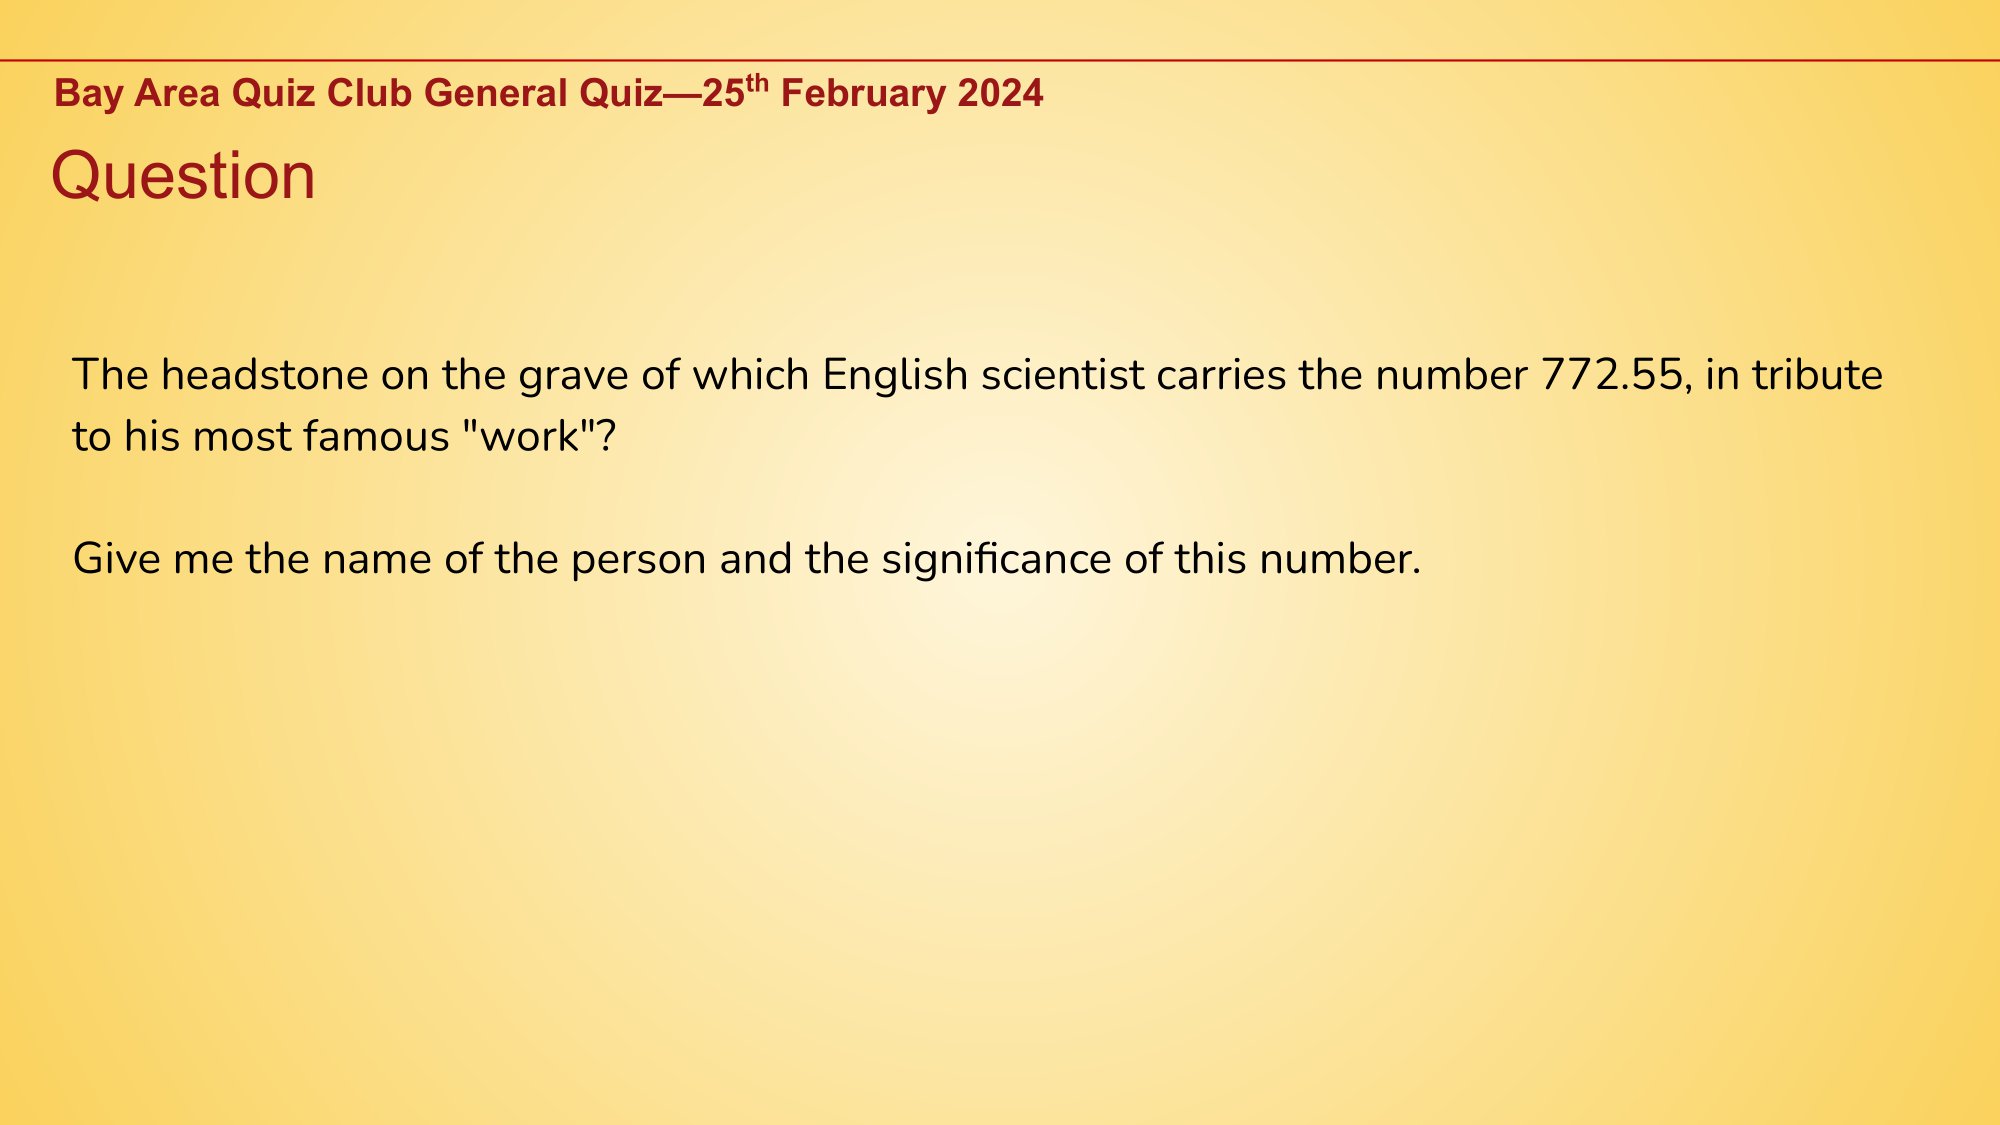 Bay Area Quiz Club General Quiz—25th February 2024
Question
The headstone on the grave of which English scientist carries the number 772.55, in tribute
to his most famous "work"?
Give me the name of the person and the significance of this number.